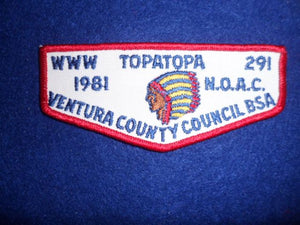 WWW TOPATOPA 291
1981 N.O.A.C.
VENTURA COUNTY COUNCIL BSA